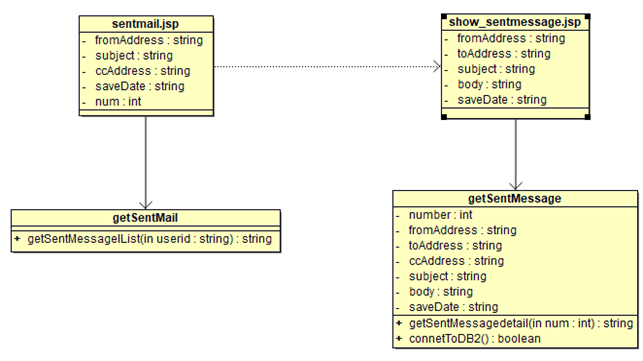 sentmail.jsp
- fromAddress : string
- subject : string
- ccAddress : string
- saveDate : string
- num : int
show_sentmessage.jsp
- fromAddress : string
- toAddress : string
- subject : string
- body : string
- saveDate : string
getSentMail
+ getSentMessagelList(in userid : string) : string
getSentMessage
- number : int
- fromAddress : string
- toAddress : string
- ccAddress : string
- subject : string
- body : string
- saveDate : string
+ getSentMessagedetail(in num : int) : string
+ connetToDB2() : boolean